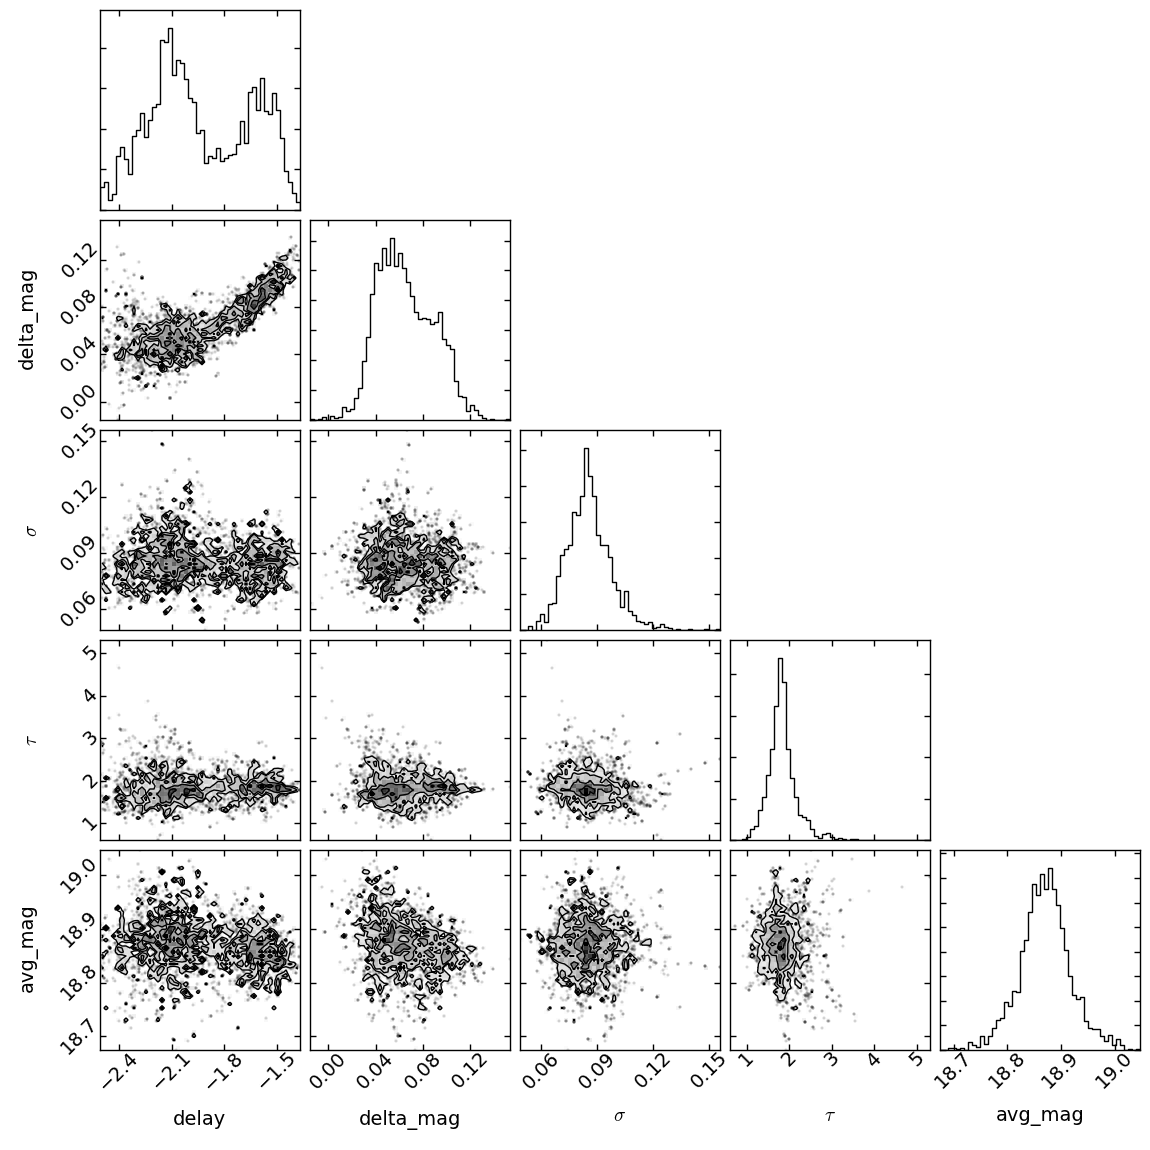 delta_mag
0.12
0.08
0.04
0.00
σ
0.15
0.12
0.09
0.06
τ
5
4
3
2
1
avg_mag
19.0
18.9
18.8
18.7
−2.4 −2.1 −1.8 −1.5
0.00 0.04 0.08 0.12
0.06 0.09 0.12 0.15
1 2 3 4 5
18.7 18.8 18.9 19.0
delay delta_mag σ τ avg_mag